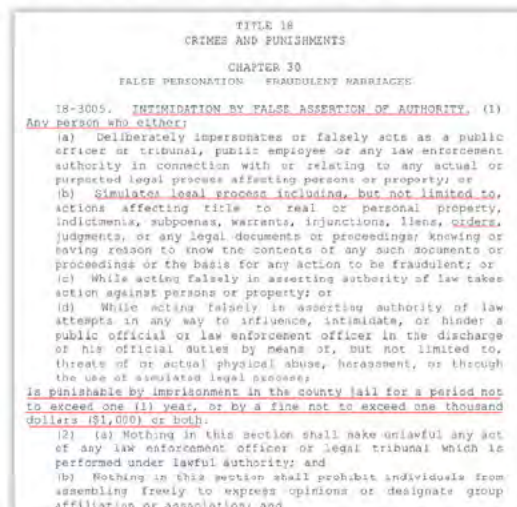 TITLE 18
CRIMES AND PUNISHMENTS
CHAPTER 30
FALSE PERSONATION FRAUDULENT MARRIAGES
18-3005. INTIMIDATION BY FALSE ASSERTION OF AUTHORITY. (1)
Any person who either:
(a) Deliberately impersonates or falsely acts as a public
officer or tribunal, public employee or any law enforcement
authority in connection with or relating to any actual or
purported legal process affecting persons or property; or
(b) Simulates legal process including, but not limited to,
actions affecting title to real or personal property,
indictments, subpoenas, warrants, injunctions, liens, orders,
judgments, or any legal documents or proceedings; knowing or
having reason to know the contents of any such documents or
proceedings or the basis for any action to be fraudulent; or
(c) While acting falsely in asserting authority of law takes
action against persons or property; or
(d) While acting falsely in asserting authority of law
attempts in any way to influence, intimidate, or hinder a
public official or law enforcement officer in the discharge
of his official duties by means of, but not limited to,
threats of or actual physical abuse, harassment, or through
the use of simulated legal process;
is punishable by imprisonment in the county jail for a period not
to exceed one (1) year, or by a fine not to exceed one thousand
dollars ($1,000) or both.
(2) (a) Nothing in this section shall make unlawful any act
of any law enforcement officer or legal tribunal which is
performed under lawful authority; and
(b) Nothing in this section shall prohibit individuals from
assembling freely to express opinions or designate group
affiliation or association; and